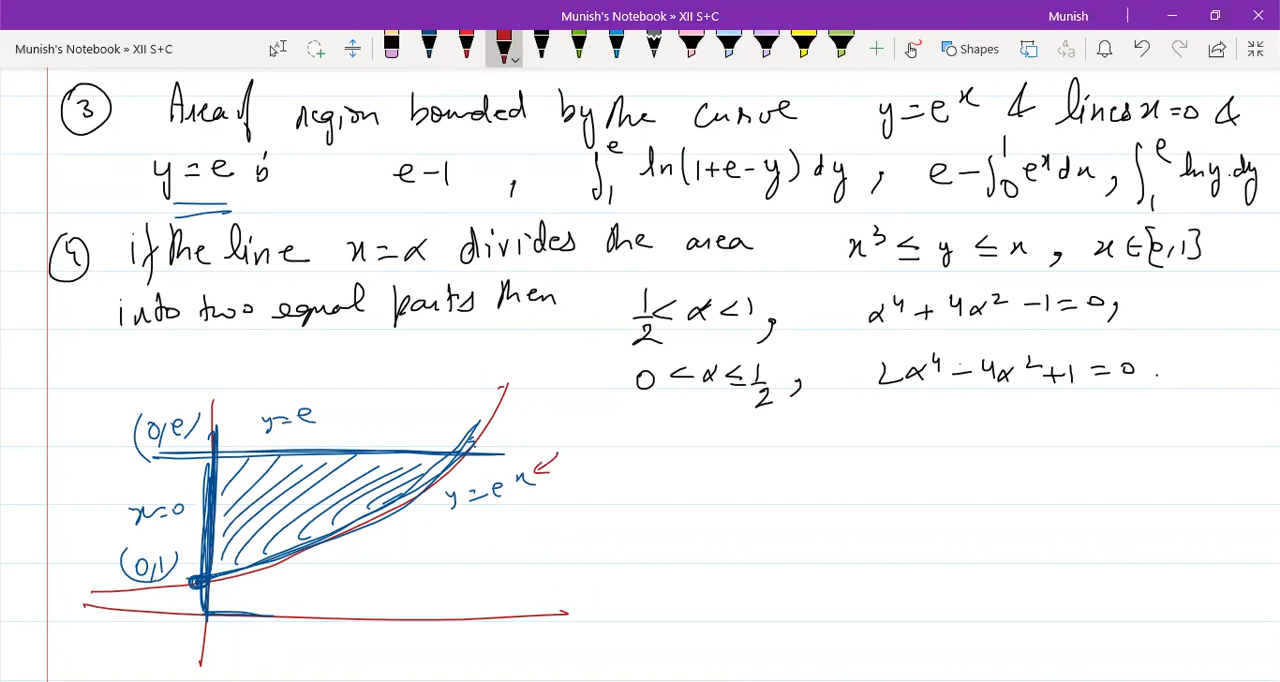 Munish's Notebook » XII S+C
Munish
Munish's Notebook » XII S+C
Shapes
③ Area of region bounded by the curve y = e^x & lines x=0 &
y = e is e-1 , ∫₁^e ln(1+e-y) dy , e - ∫₀^1 e^x dx , ∫₁^e ln y. dy
④ if the line x = α divides the area x³ ≤ y ≤ x , x ∈ [0,1]
into two equal parts then 1/2 < α < 1 , α⁴ + 4α² - 1 = 0,
0 < α ≤ 1/2 , 2α⁴ - 4α² + 1 = 0 .
(0,e) y = e
x=0 y = e^x
(0,1)